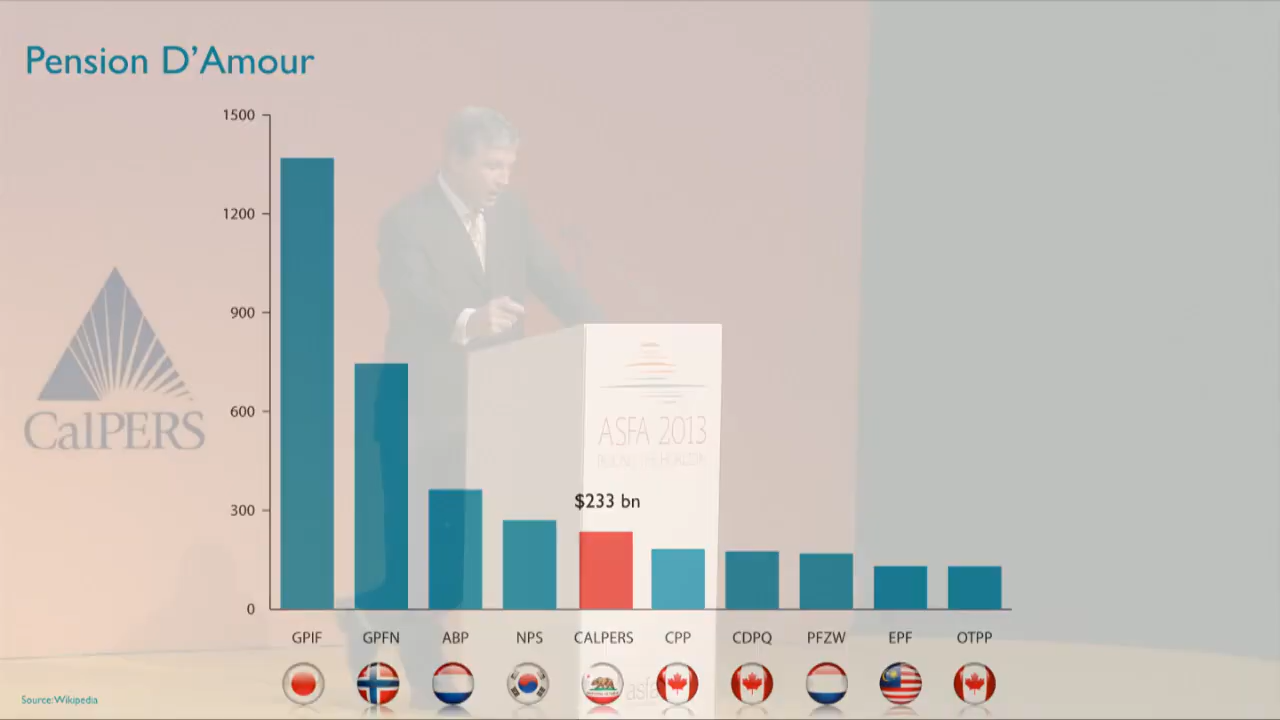 Pension D'Amour
1500
1200
900
600
300
0
CalPERS
ASFA 2013
$233 bn
GPIF
GPFN
ABP
NPS
CALPERS
CPP
CDPQ
PFZW
EPF
OTPP
asfa
Source:Wikipedia